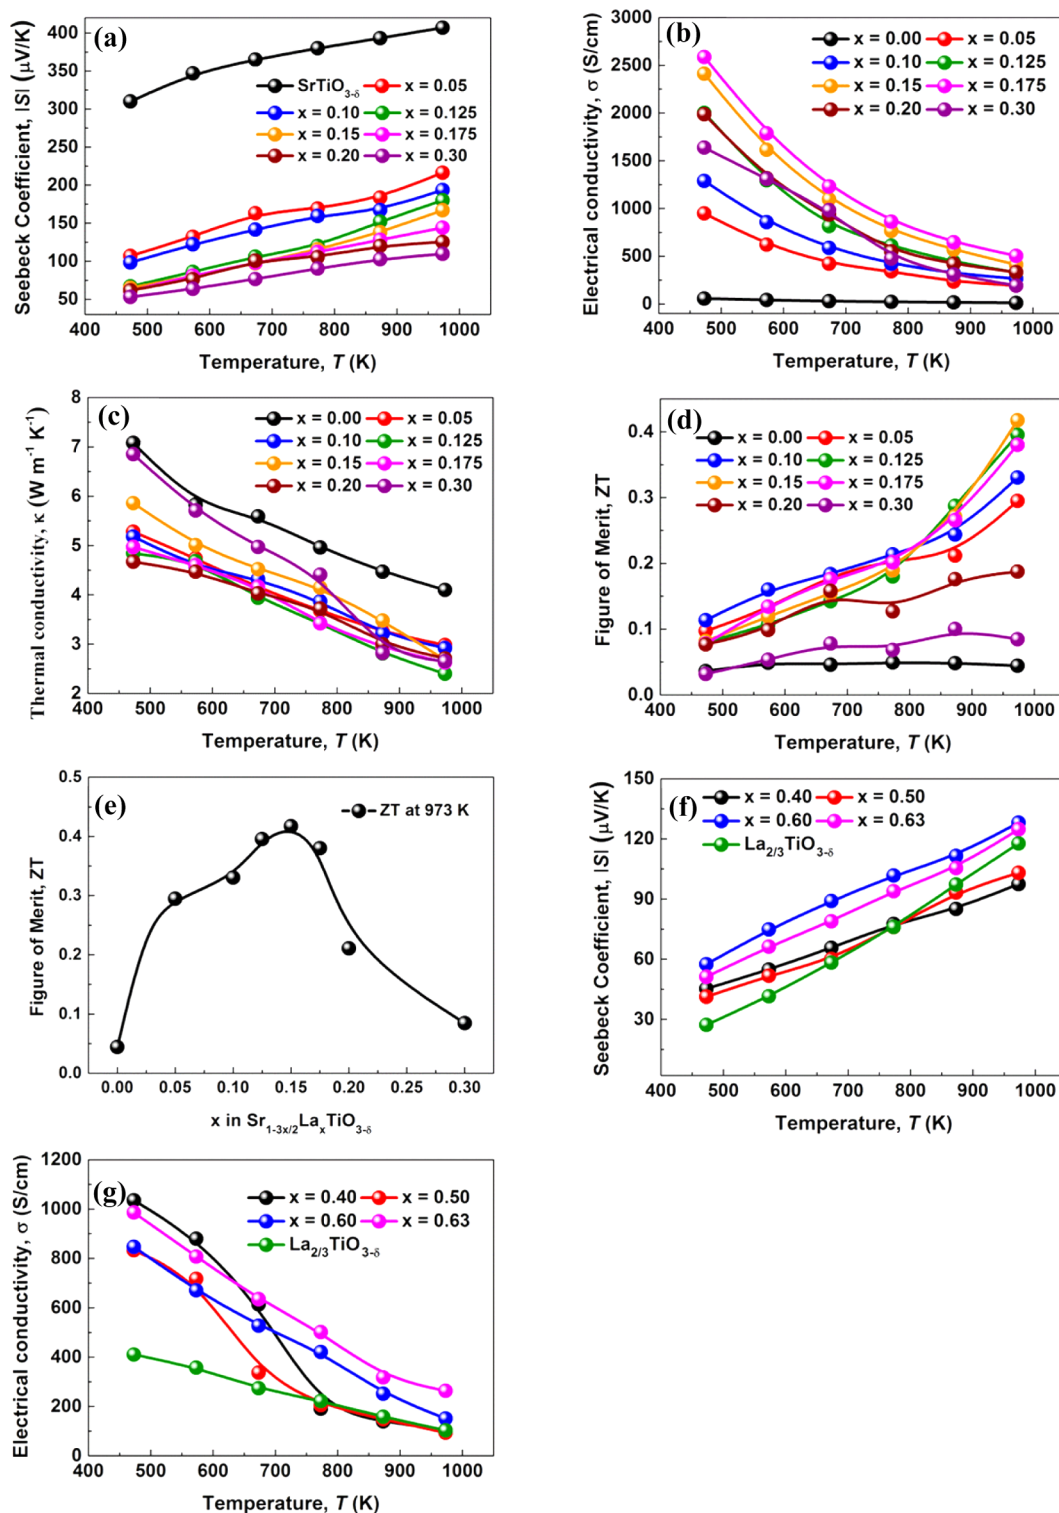 (a)
Seebeck Coefficient, |S| (μV/K)
400
350
300
250
200
150
100
50
SrTiO3-δ x = 0.05
x = 0.10 x = 0.125
x = 0.15 x = 0.175
x = 0.20 x = 0.30
400 500 600 700 800 900 1000
Temperature, T (K)
(b)
Electrical conductivity, σ (S/cm)
3000
2500
2000
1500
1000
500
0
x = 0.00 x = 0.05
x = 0.10 x = 0.125
x = 0.15 x = 0.175
x = 0.20 x = 0.30
400 500 600 700 800 900 1000
Temperature, T (K)
(c)
Thermal conductivity, κ (W m-1 K-1)
8
7
6
5
4
3
2
x = 0.00 x = 0.05
x = 0.10 x = 0.125
x = 0.15 x = 0.175
x = 0.20 x = 0.30
400 500 600 700 800 900 1000
Temperature, T (K)
(d)
Figure of Merit, ZT
0.4
0.3
0.2
0.1
0.0
x = 0.00 x = 0.05
x = 0.10 x = 0.125
x = 0.15 x = 0.175
x = 0.20 x = 0.30
400 500 600 700 800 900 1000
Temperature, T (K)
(e)
Figure of Merit, ZT
0.5
0.4
0.3
0.2
0.1
0.0
ZT at 973 K
0.00 0.05 0.10 0.15 0.20 0.25 0.30
x in Sr1-3x/2LaxTiO3-δ
(f)
Seebeck Coefficient, |S| (μV/K)
150
120
90
60
30
x = 0.40 x = 0.50
x = 0.60 x = 0.63
La2/3TiO3-δ
400 500 600 700 800 900 1000
Temperature, T (K)
(g)
Electrical conductivity, σ (S/cm)
1200
1000
800
600
400
200
0
x = 0.40 x = 0.50
x = 0.60 x = 0.63
La2/3TiO3-δ
400 500 600 700 800 900 1000
Temperature, T (K)